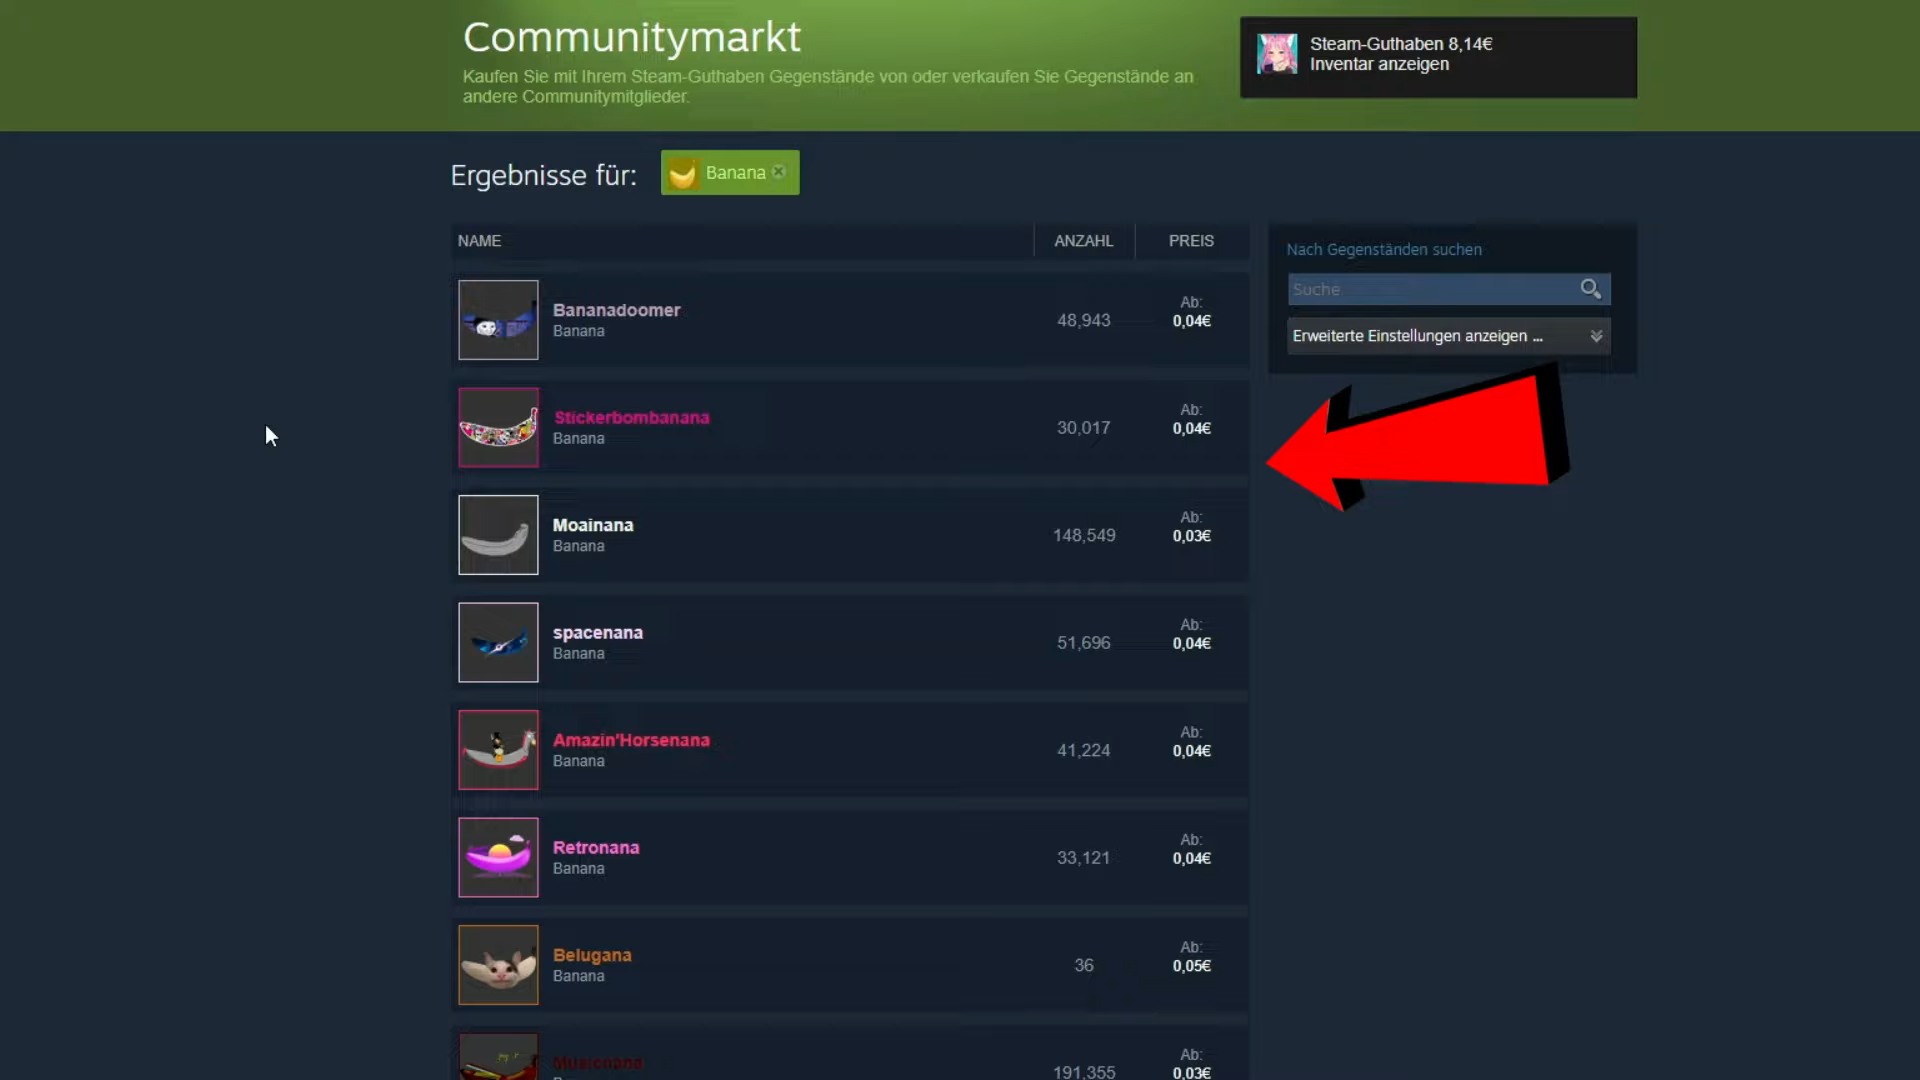 Communitymarkt
Kaufen Sie mit Ihrem Steam-Guthaben Gegenstände von oder verkaufen Sie Gegenstände an
andere Communitymitglieder.
Steam-Guthaben 8,14€
Inventar anzeigen
Ergebnisse für:
Banana
NAME
ANZAHL
PREIS
Nach Gegenständen suchen
Suche
Erweiterte Einstellungen anzeigen ...
Bananadoomer
Banana
48,943
Ab:
0,04€
Stickerbombanana
Banana
30,017
Ab:
0,04€
Moainana
Banana
148,549
Ab:
0,03€
spacenana
Banana
51,696
Ab:
0,04€
Amazin'Horsenana
Banana
41,224
Ab:
0,04€
Retronana
Banana
33,121
Ab:
0,04€
Belugana
Banana
36
Ab:
0,05€
Musicnana
191,355
Ab:
0,03€